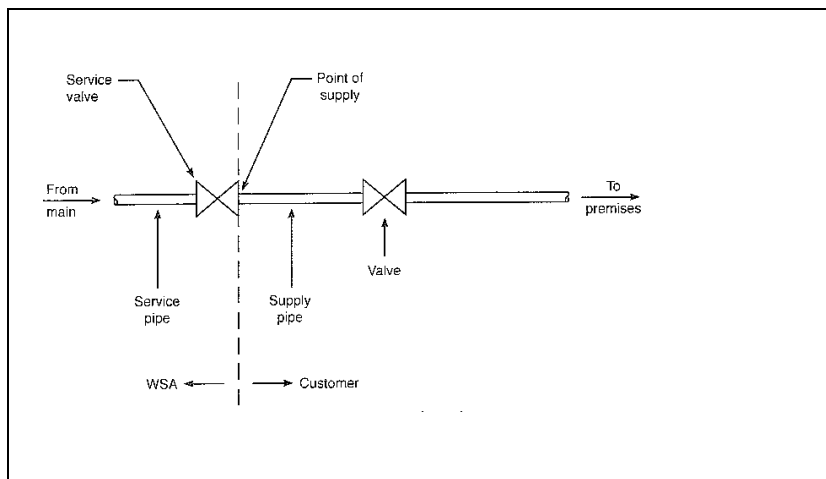 Service
valve
Point of
supply
From
main
To
premises
Valve
Service
pipe
Supply
pipe
WSA
Customer